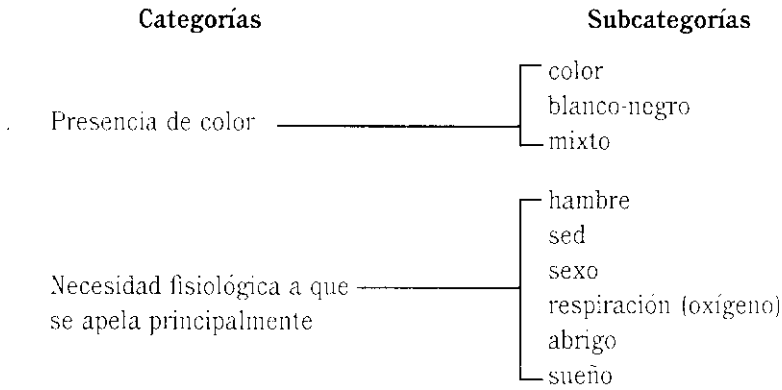 Categorías Subcategorías
color
blanco-negro
Presencia de color
mixto
hambre
sed
sexo
Necesidad fisiológica a que
respiración (oxígeno)
se apela principalmente
abrigo
sueño